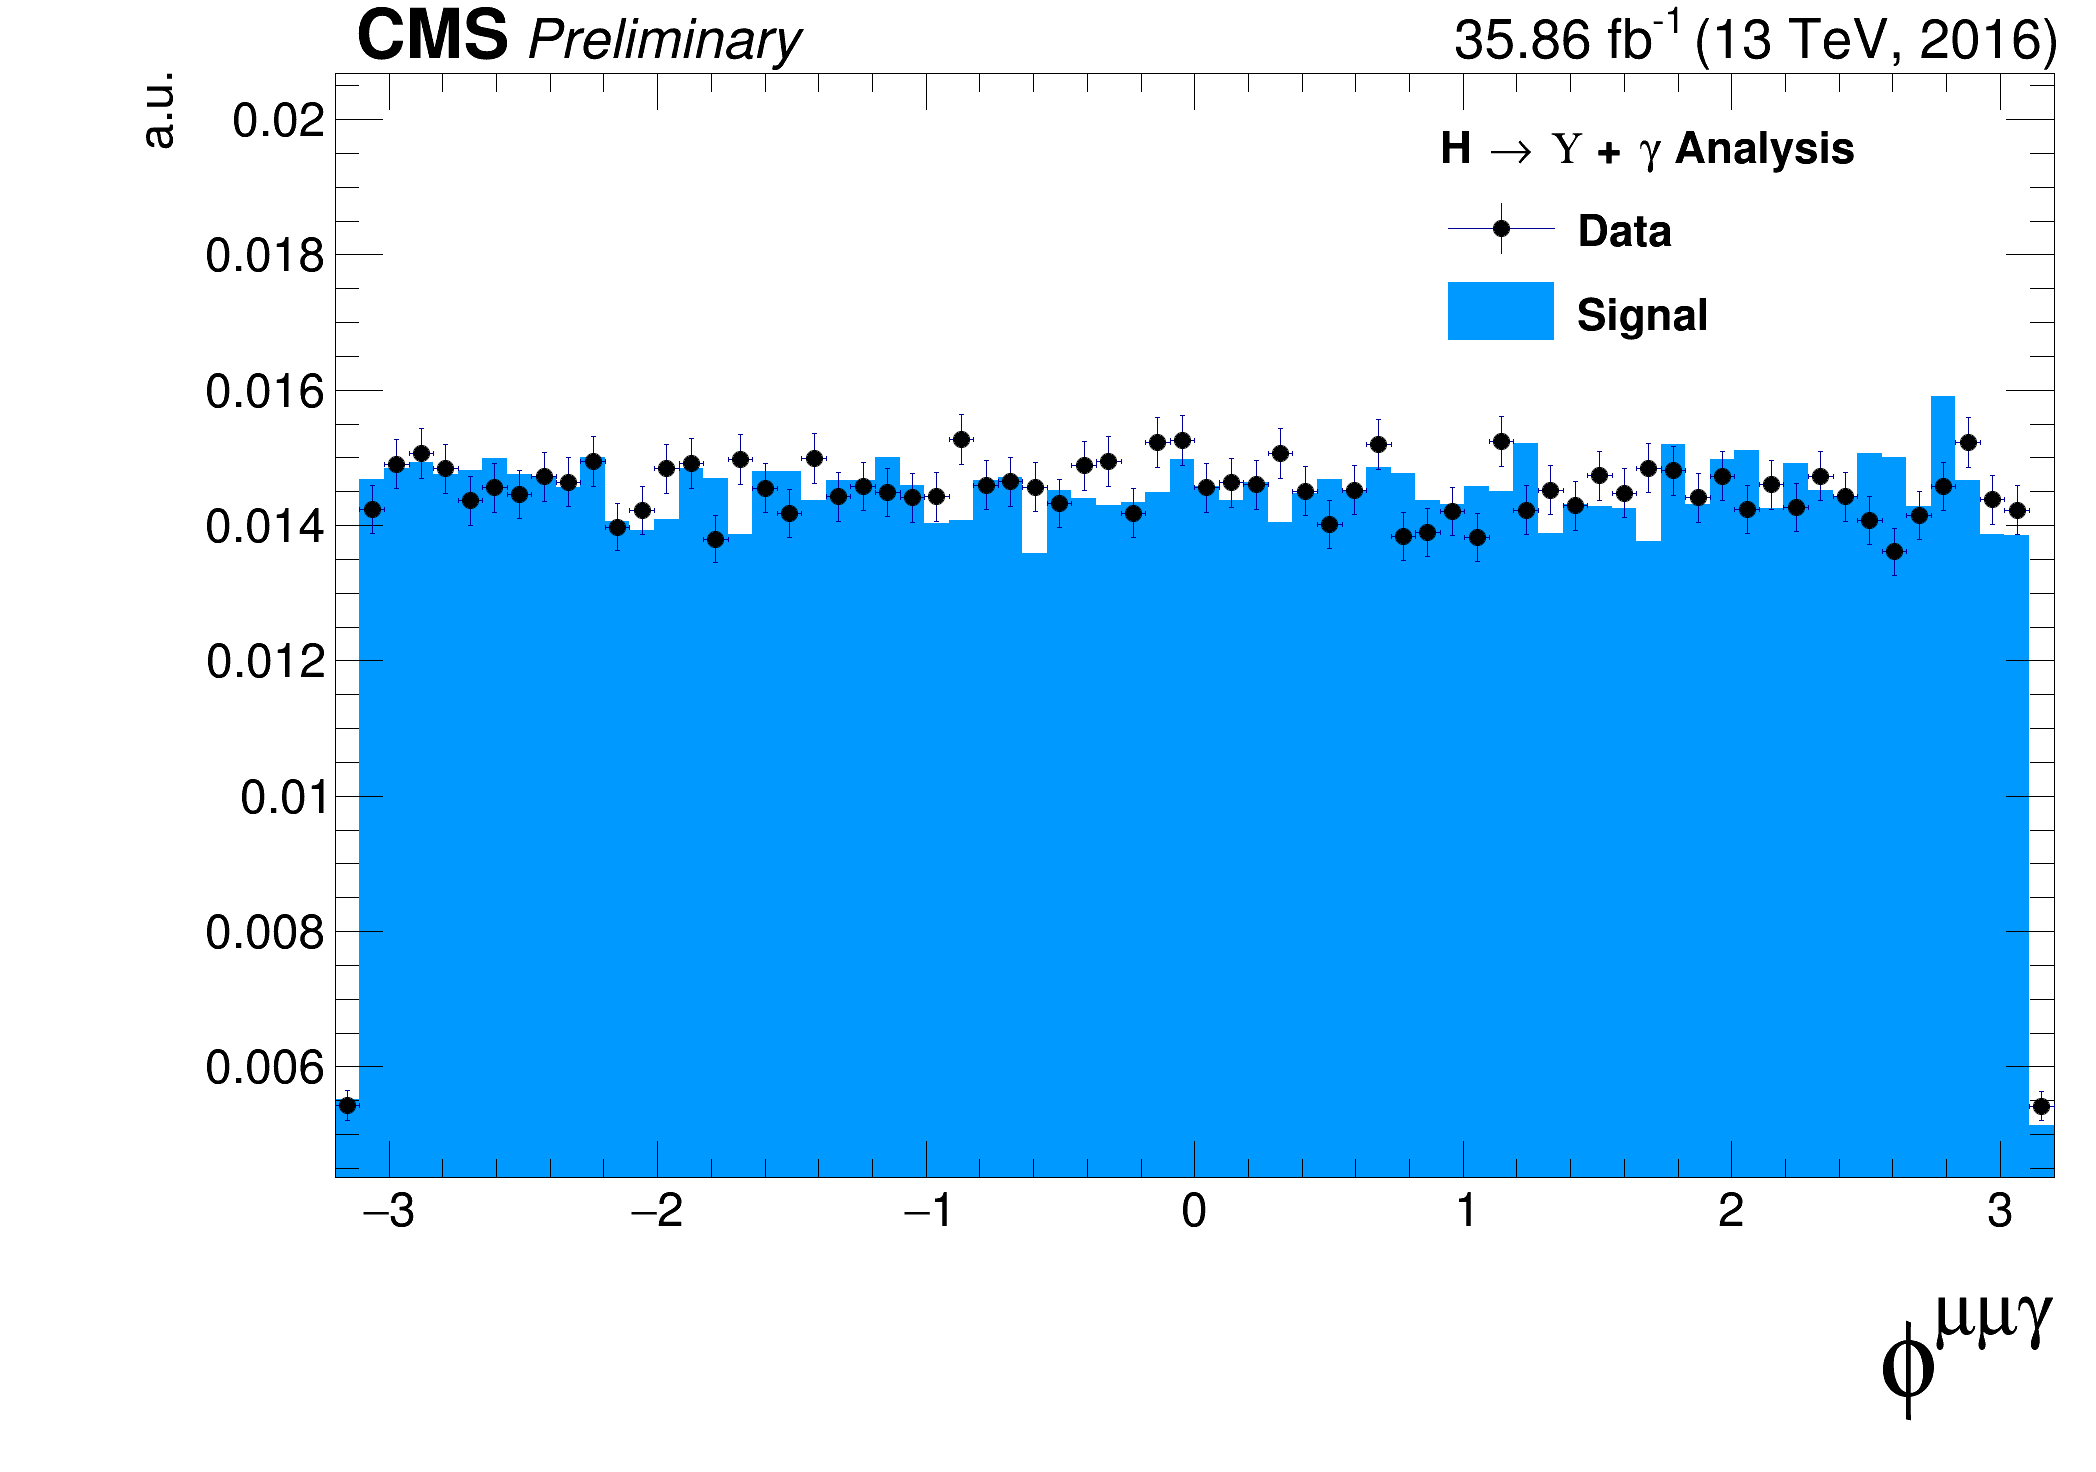 CMS Preliminary 35.86 fb⁻¹ (13 TeV, 2016)
a.u.
H → Υ + γ Analysis
Data
Signal
0.02
0.018
0.016
0.014
0.012
0.01
0.008
0.006
−3 −2 −1 0 1 2 3
ϕ^μμγ